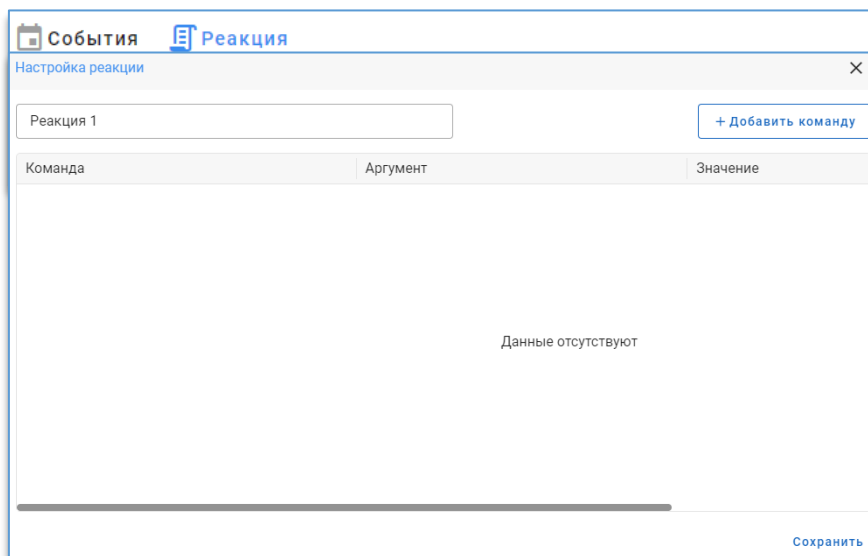 События Реакция
Настройка реакции
Реакция 1 + Добавить команду
Команда Аргумент Значение
Данные отсутствуют
Сохранить